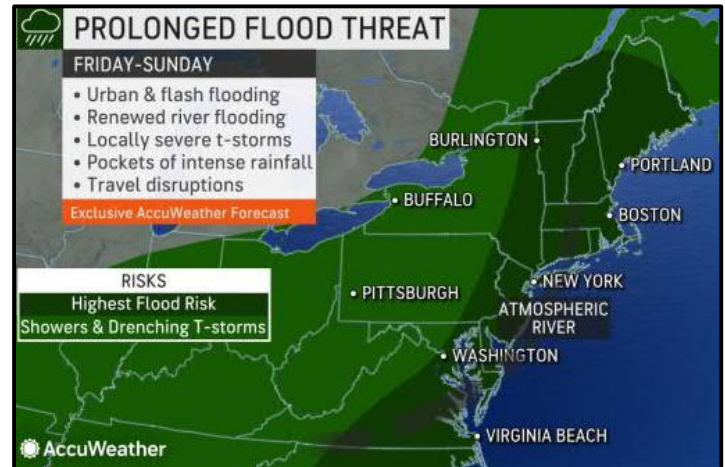 PROLONGED FLOOD THREAT
FRIDAY-SUNDAY
• Urban & flash flooding
• Renewed river flooding
• Locally severe t-storms
• Pockets of intense rainfall
• Travel disruptions
Exclusive AccuWeather Forecast
BURLINGTON
PORTLAND
BUFFALO
BOSTON
RISKS
Highest Flood Risk
Showers & Drenching T-storms
PITTSBURGH
NEW YORK
ATMOSPHERIC
RIVER
WASHINGTON
VIRGINIA BEACH
AccuWeather